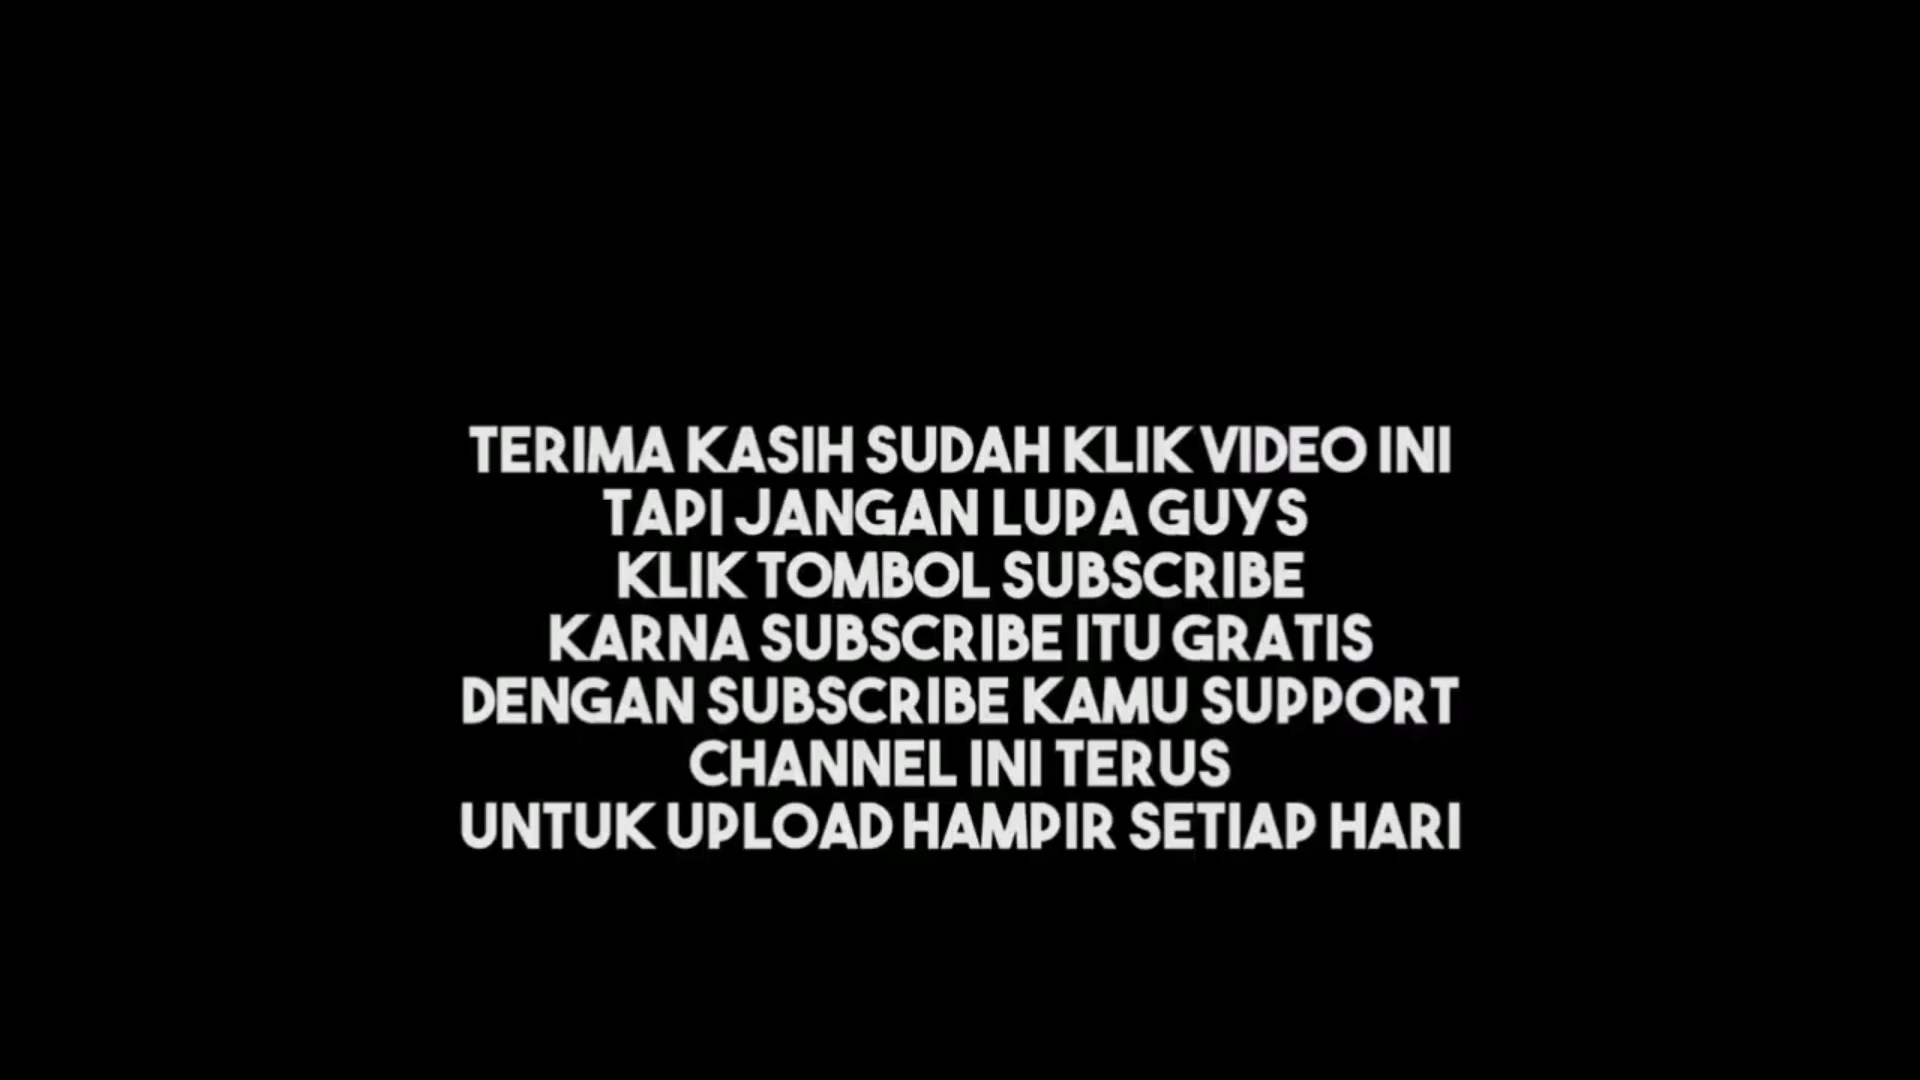 TERIMA KASIH SUDAH KLIK VIDEO INI
TAPI JANGAN LUPA GUYS
KLIK TOMBOL SUBSCRIBE
KARNA SUBSCRIBE ITU GRATIS
DENGAN SUBSCRIBE KAMU SUPPORT
CHANNEL INI TERUS
UNTUK UPLOAD HAMPIR SETIAP HARI